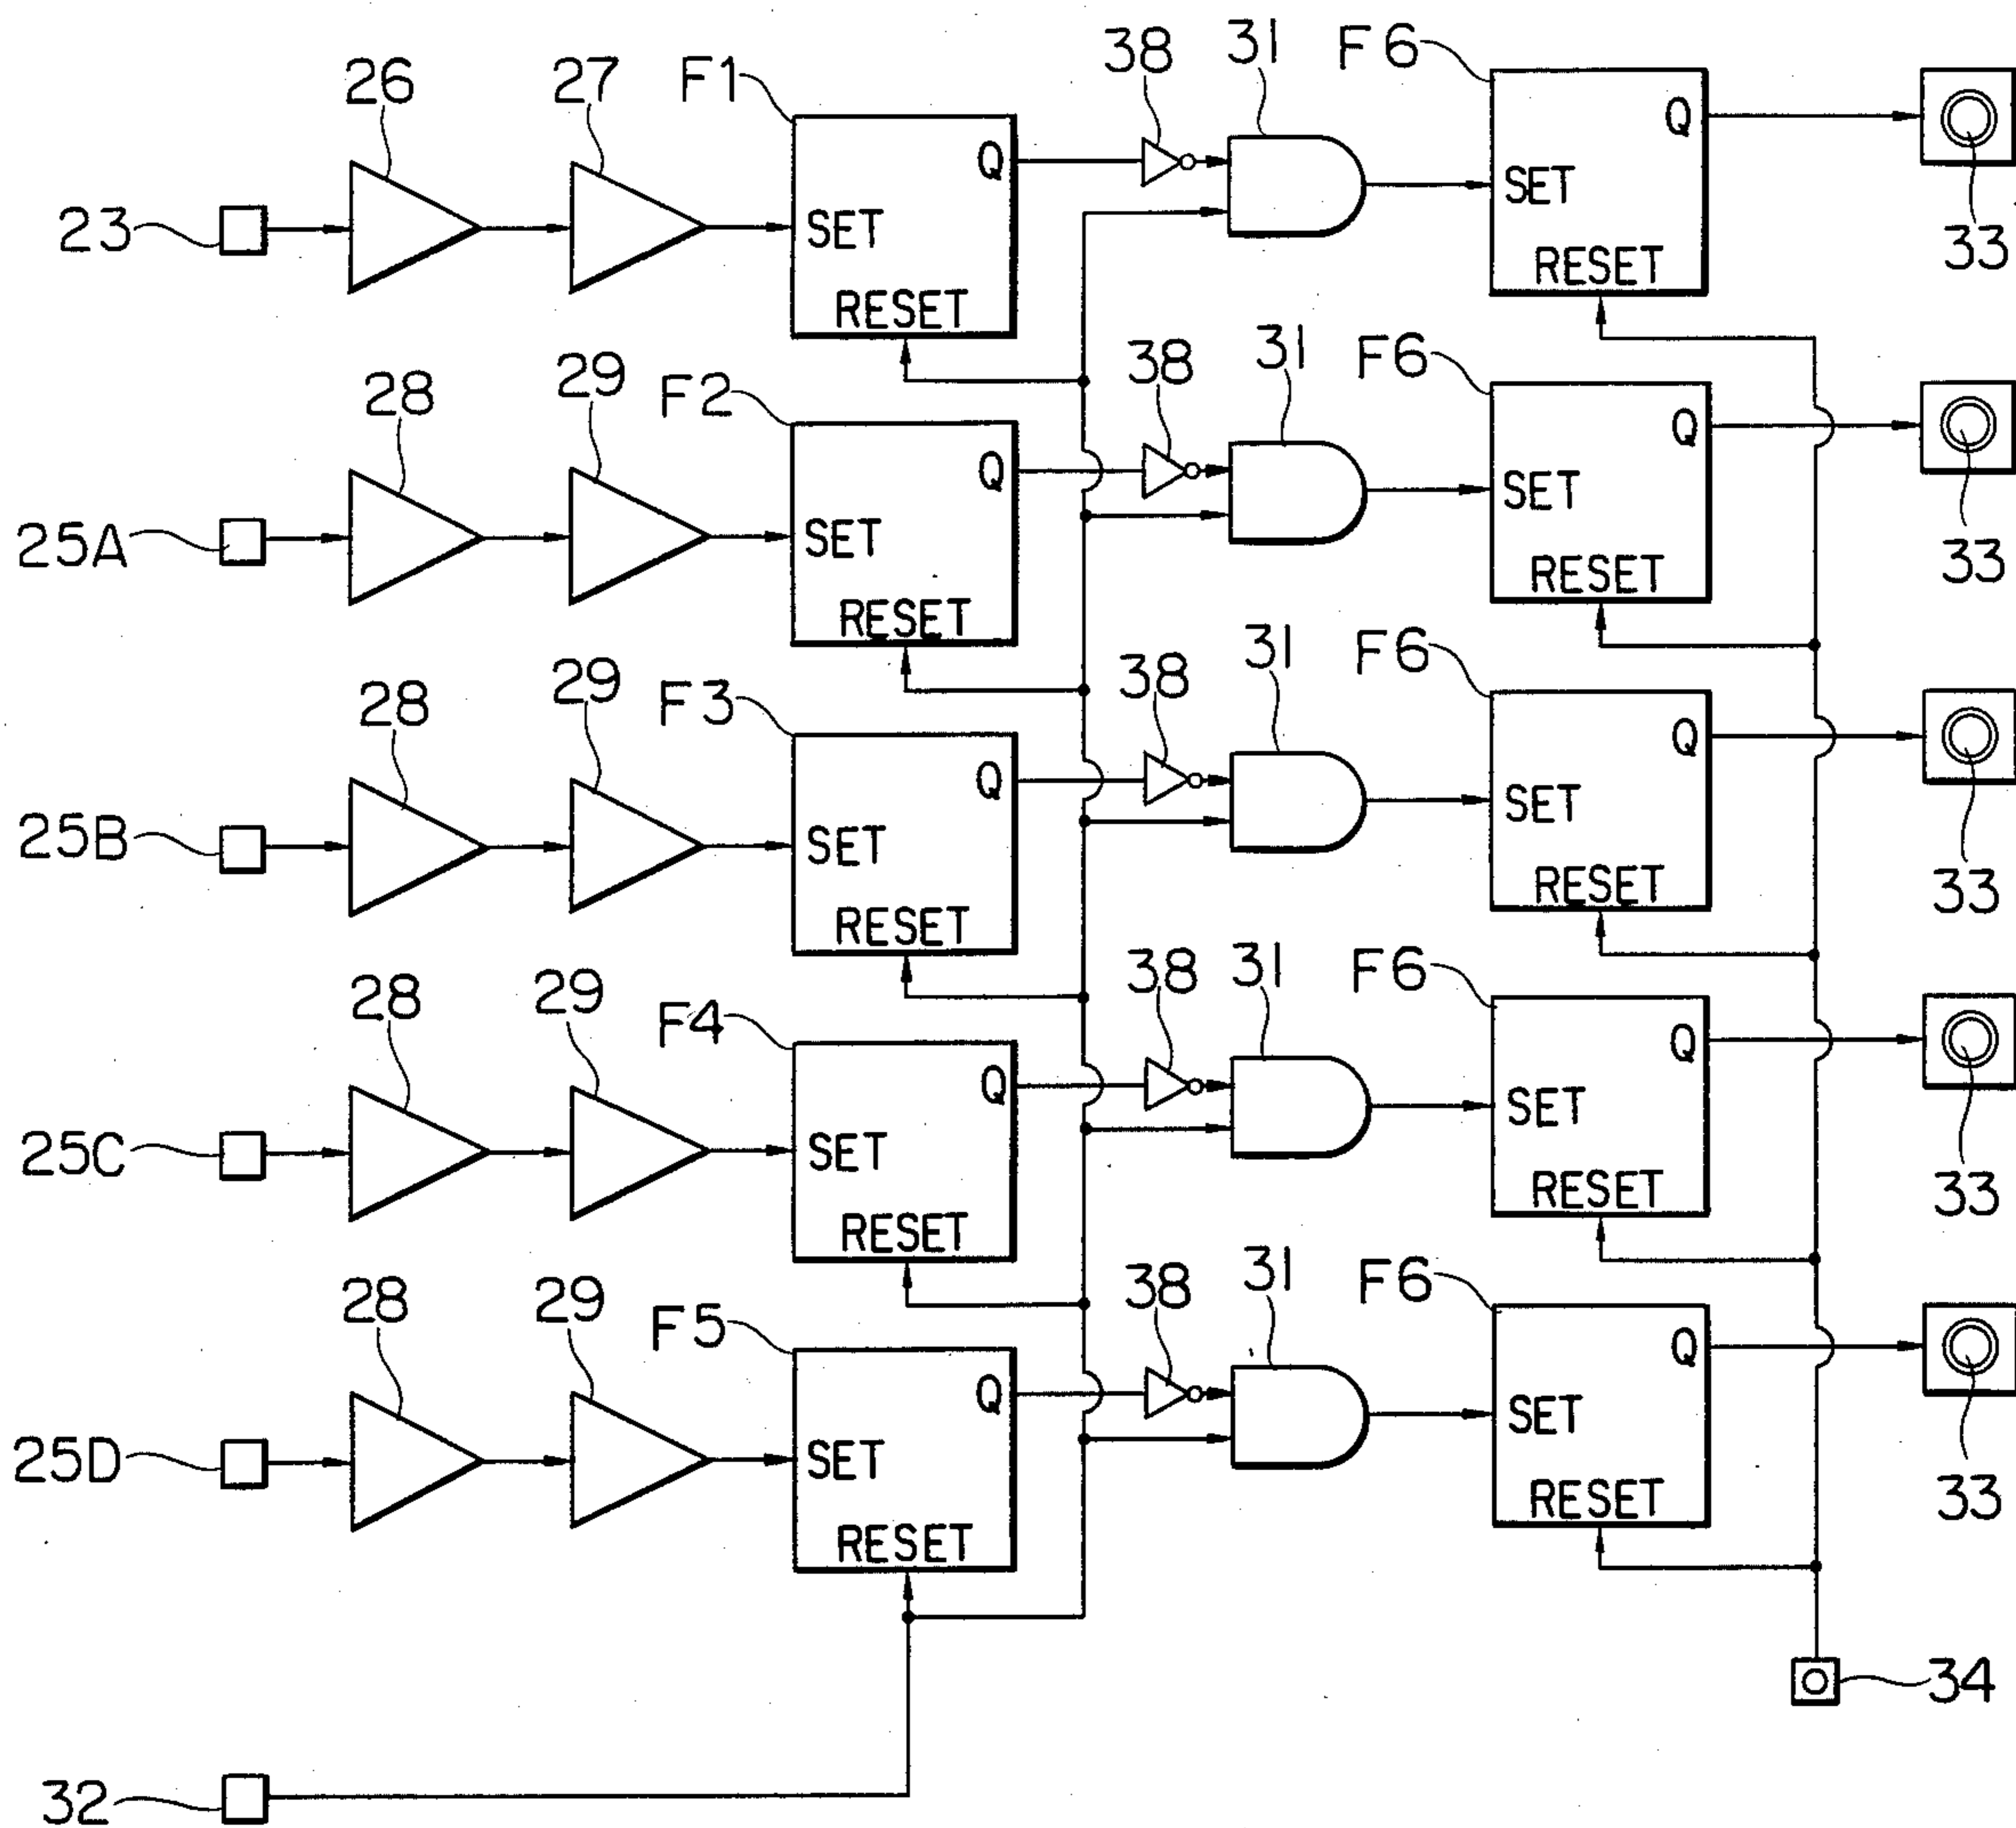 26 27 F1 38 31 F6
Q Q
23 SET SET 33
RESET RESET
28 29 F2 38 31 F6
Q Q
25A SET SET 33
RESET RESET
28 29 F3 38 31 F6
Q Q
25B SET SET 33
RESET RESET
28 29 F4 38 31 F6
Q Q
25C SET SET 33
RESET RESET
28 29 F5 38 31 F6
Q Q
25D SET SET 33
RESET RESET
34
32